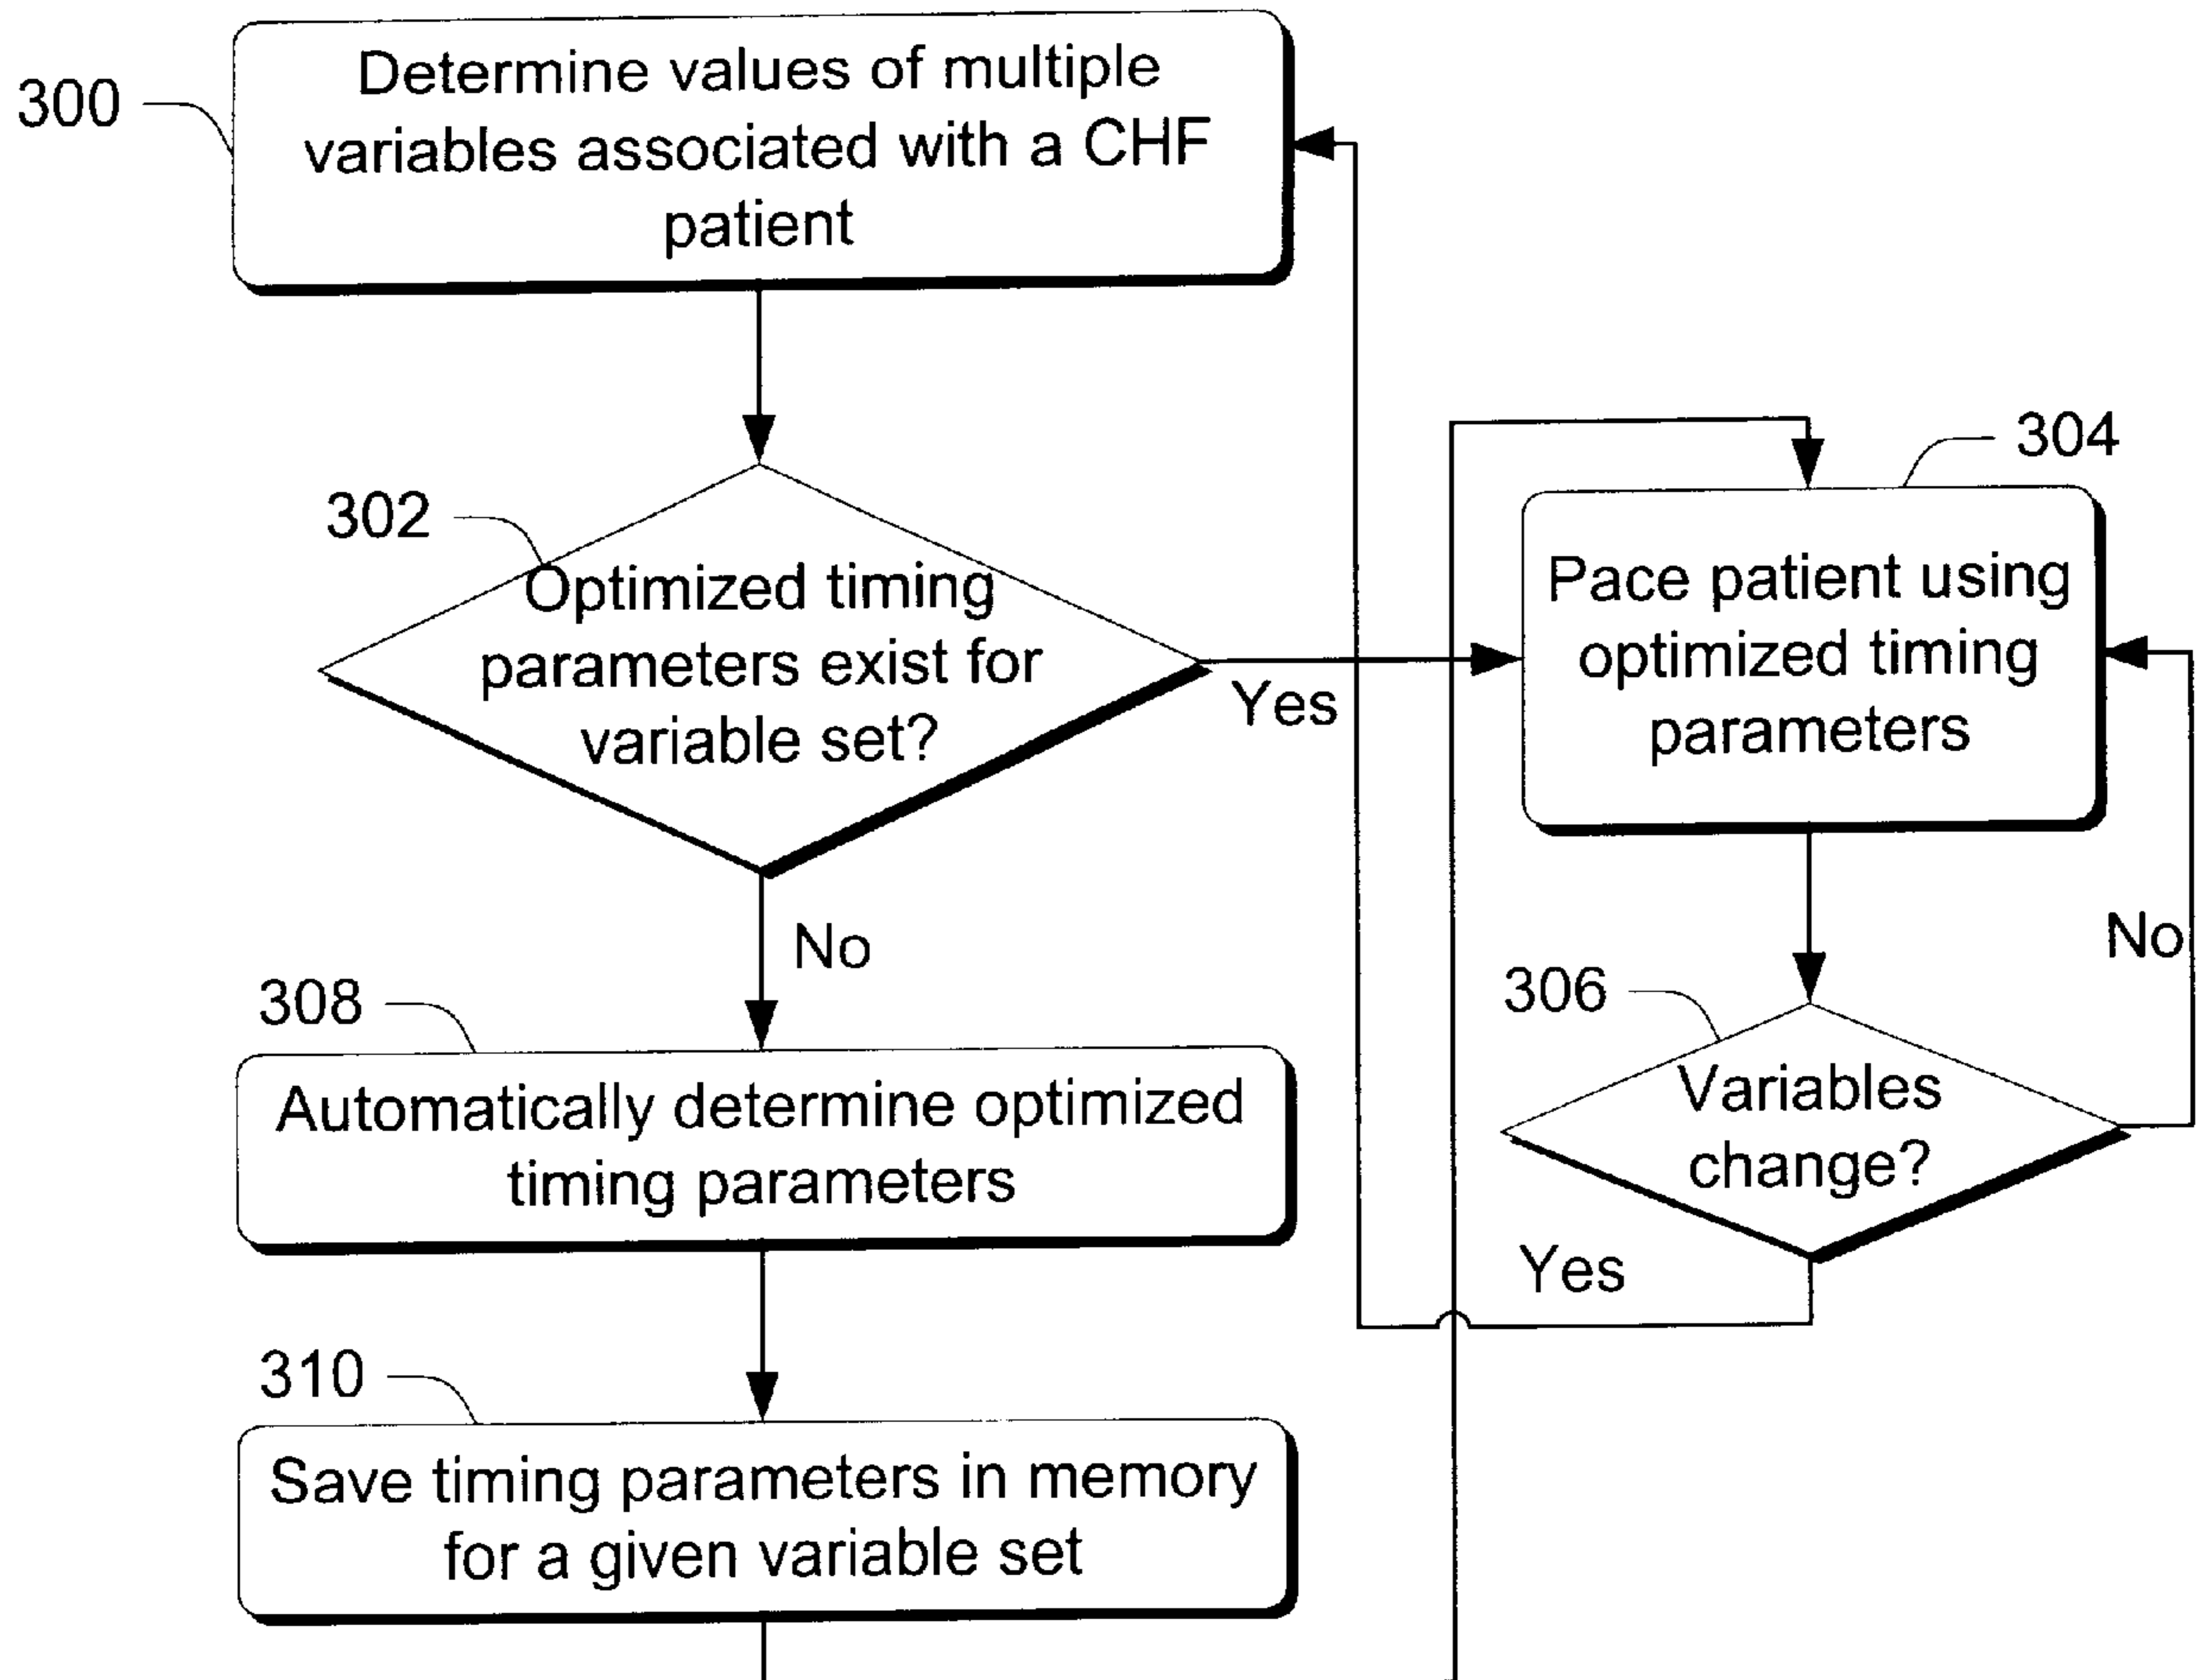 300
Determine values of multiple
variables associated with a CHF
patient
302
Optimized timing
parameters exist for
variable set?
Yes
No
304
Pace patient using
optimized timing
parameters
306
Variables
change?
No
Yes
308
Automatically determine optimized
timing parameters
310
Save timing parameters in memory
for a given variable set